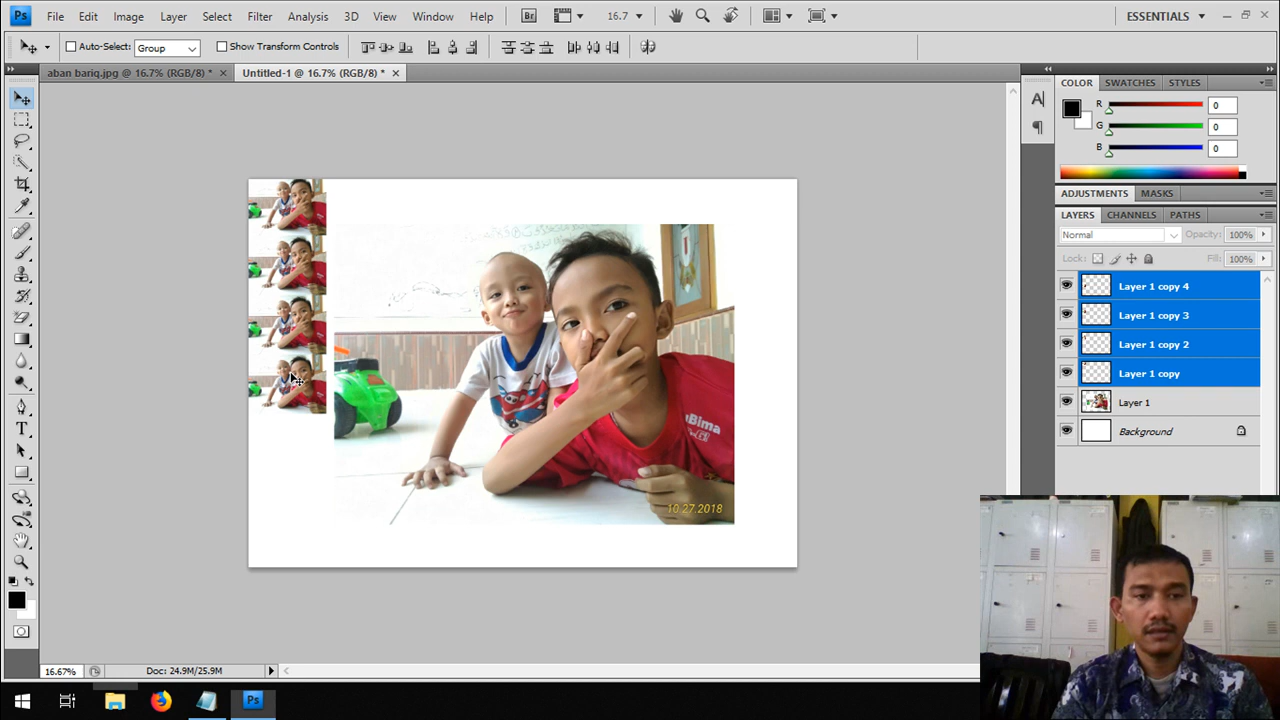 Ps File Edit Image Layer Select Filter Analysis 3D View Window Help Br 16.7 ESSENTIALS
Auto-Select: Group Show Transform Controls
aban bariq.jpg @ 16.7% (RGB/8) * × Untitled-1 @ 16.7% (RGB/8) * ×
COLOR SWATCHES STYLES
R 0
G 0
B 0
ADJUSTMENTS MASKS
LAYERS CHANNELS PATHS
Normal Opacity: 100%
Lock: Fill: 100%
Layer 1 copy 4
Layer 1 copy 3
Layer 1 copy 2
Layer 1 copy
Layer 1
Background
Bima
10.27.2018
16.67% Doc: 24.9M/25.9M
Ps